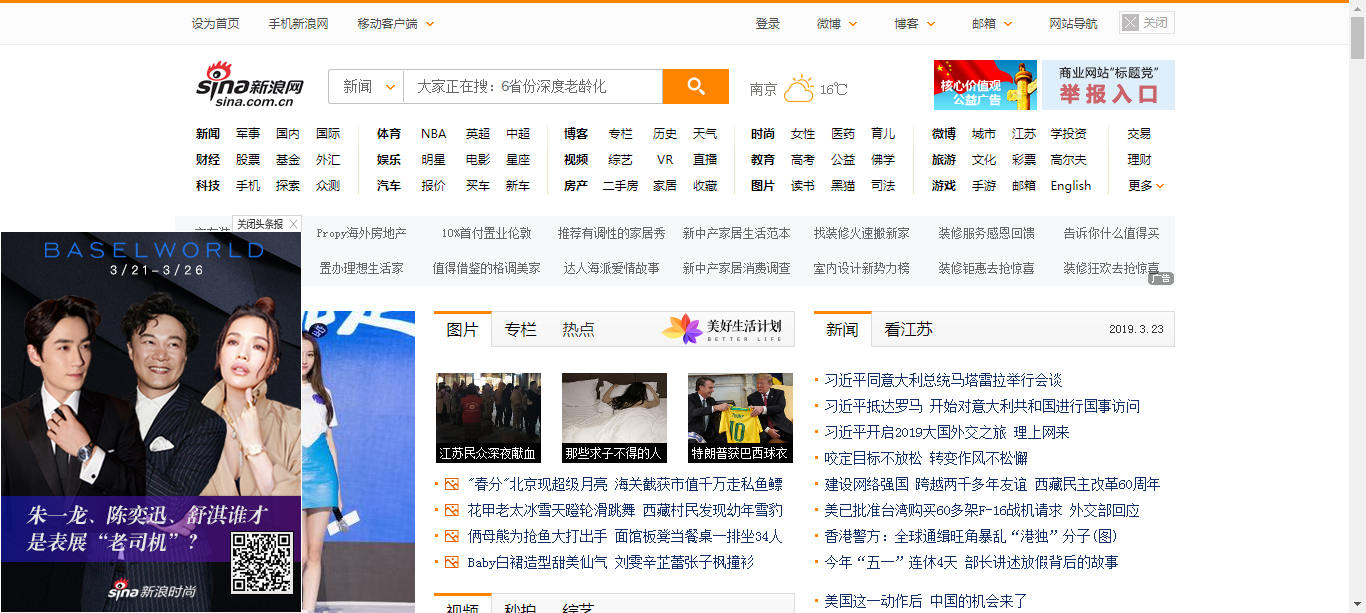 设为首页 手机新浪网 移动客户端 登录 微博 博客 邮箱 网站导航 关闭
sina新浪网
sina.com.cn
新闻 大家正在搜：6省份深度老龄化
南京 16℃
核心价值观
公益广告
商业网站“标题党”
举报入口
新闻 军事 国内 国际 体育 NBA 英超 中超 博客 专栏 历史 天气 时尚 女性 医药 育儿 微博 城市 江苏 学投资 交易
财经 股票 基金 外汇 娱乐 明星 电影 星座 视频 综艺 VR 直播 教育 高考 公益 佛学 旅游 文化 彩票 高尔夫 理财
科技 手机 探索 众测 汽车 报价 买车 新车 房产 二手房 家居 收藏 图片 读书 黑猫 司法 游戏 手游 邮箱 English 更多
关闭头条报
Propy海外房地产 10%首付置业伦敦 推荐有调性的家居秀 新中产家居生活范本 找装修火速搬新家 装修服务感恩回馈 告诉你什么值得买
置办理想生活家 值得借鉴的格调美家 达人海派爱情故事 新中产家居消费调查 室内设计新势力榜 装修钜惠去抢惊喜 装修狂欢去抢惊喜
广告
BASELWORLD
3/21–3/26
朱一龙、陈奕迅、舒淇谁才
是表展“老司机”？
sina新浪时尚
图片 专栏 热点
美好生活计划
BETTER LIFE
江苏民众深夜献血
那些求子不得的人
特朗普获巴西球衣
"春分"北京现超级月亮 海关截获市值千万走私鱼鳔
花甲老太冰雪天蹬轮滑跳舞 西藏村民发现幼年雪豹
俩母熊为抢鱼大打出手 面馆板凳当餐桌一排坐34人
Baby白裙造型甜美仙气 刘雯辛芷蕾张子枫撞衫
视频 秒拍 综艺
新闻 看江苏 2019.3.23
习近平同意大利总统马塔雷拉举行会谈
习近平抵达罗马 开始对意大利共和国进行国事访问
习近平开启2019大国外交之旅 理上网来
咬定目标不放松 转变作风不松懈
建设网络强国 跨越两千多年友谊 西藏民主改革60周年
美已批准台湾购买60多架F-16战机请求 外交部回应
香港警方：全球通缉旺角暴乱“港独”分子(图)
今年“五一”连休4天 部长讲述放假背后的故事
美国这一动作后 中国的机会来了